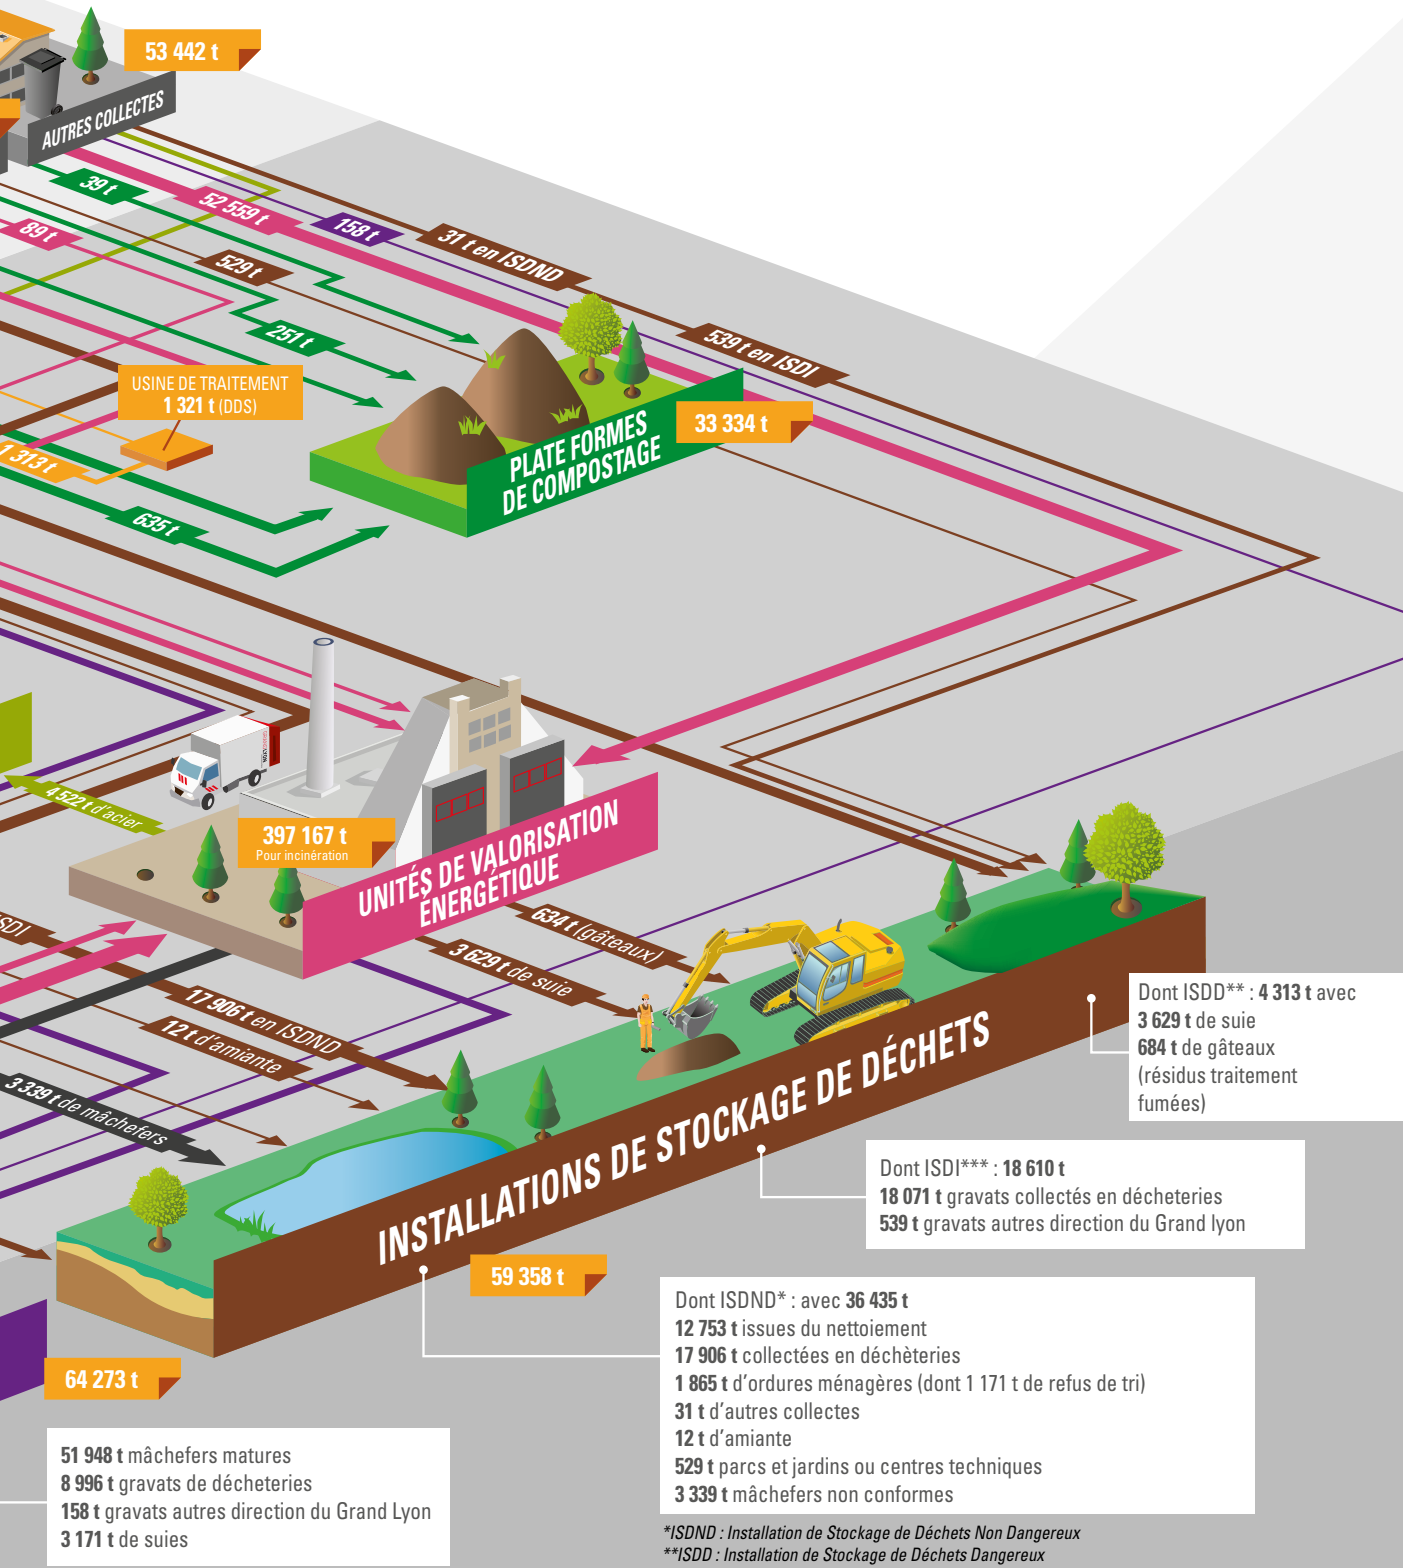 53 442 t
AUTRES COLLECTES
39 t
52 559 t
158 t
31 t en ISDND
89 t
529 t
251 t
539 t en ISDI
USINE DE TRAITEMENT
1 321 t (DDS)
33 334 t
PLATE FORMES
DE COMPOSTAGE
1 313 t
635 t
GRANDLYON
4 522 t d'acier
397 167 t
Pour incinération
UNITÉS DE VALORISATION
ÉNERGÉTIQUE
ISDI
634 t (gâteaux)
3 629 t de suie
17 906 t en ISDND
12 t d'amiante
3 339 t de mâchefers
INSTALLATIONS DE STOCKAGE DE DÉCHETS
Dont ISDD** : 4 313 t avec
3 629 t de suie
684 t de gâteaux
(résidus traitement
fumées)
Dont ISDI*** : 18 610 t
18 071 t gravats collectés en décheteries
539 t gravats autres direction du Grand lyon
59 358 t
Dont ISDND* : avec 36 435 t
12 753 t issues du nettoiement
17 906 t collectées en déchèteries
1 865 t d'ordures ménagères (dont 1 171 t de refus de tri)
31 t d'autres collectes
12 t d'amiante
529 t parcs et jardins ou centres techniques
3 339 t mâchefers non conformes
64 273 t
51 948 t mâchefers matures
8 996 t gravats de décheteries
158 t gravats autres direction du Grand Lyon
3 171 t de suies
*ISDND : Installation de Stockage de Déchets Non Dangereux
**ISDD : Installation de Stockage de Déchets Dangereux